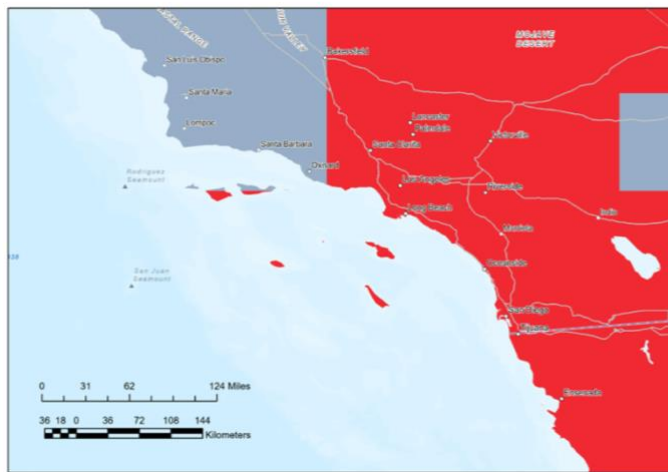 COASTAL RANGE
MOJAVE
DESERT
San Luis Obispo
Bakersfield
Santa Maria
Lompoc
Lancaster
Palmdale
Victorville
Santa Barbara
Santa Clarita
Oxnard
Rodriguez
Seamount
Los Angeles
Riverside
Long Beach
Indio
Murrieta
Oceanside
San Juan
Seamount
San Diego
Tijuana
Ensenada
0 31 62 124 Miles
36 18 0 36 72 108 144
Kilometers